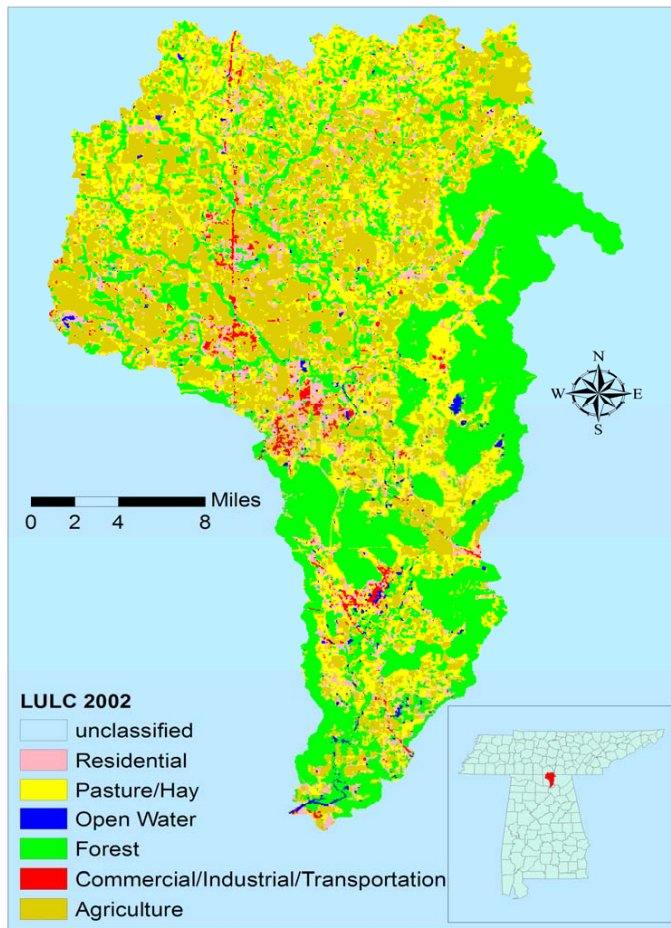 N
W E
S
Miles
0 2 4 8
LULC 2002
unclassified
Residential
Pasture/Hay
Open Water
Forest
Commercial/Industrial/Transportation
Agriculture